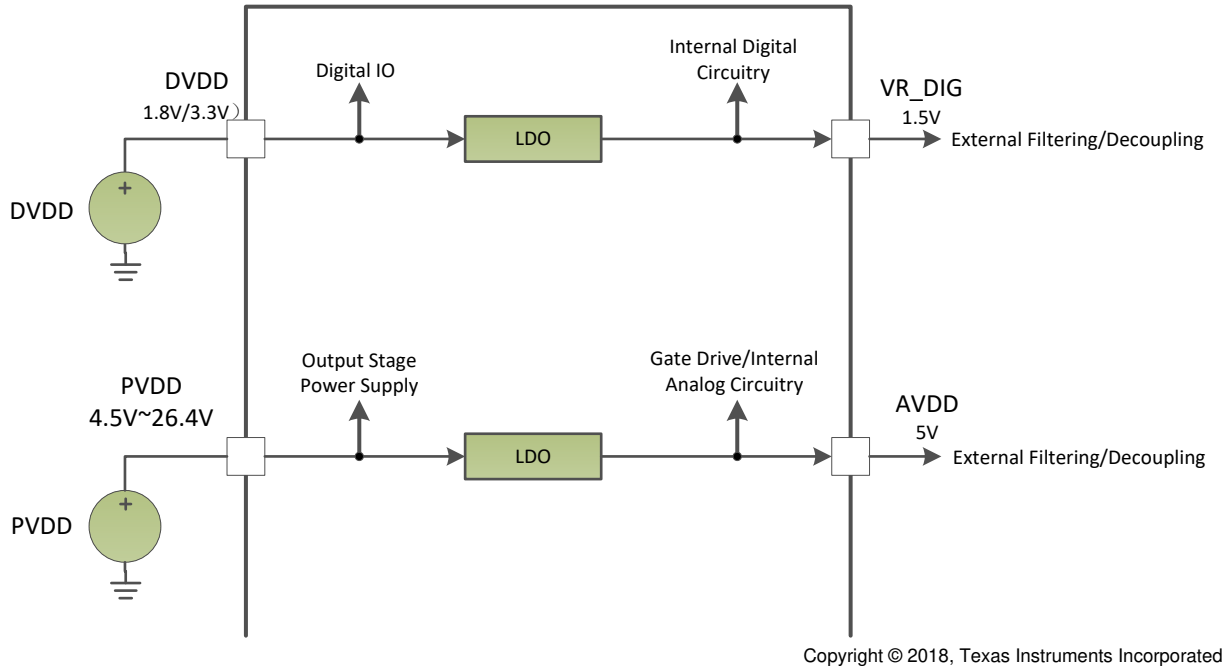 DVDD
1.8V/3.3V）
Digital IO
LDO
Internal Digital
Circuitry
VR_DIG
1.5V
External Filtering/Decoupling
+
DVDD
PVDD
4.5V~26.4V
Output Stage
Power Supply
LDO
Gate Drive/Internal
Analog Circuitry
AVDD
5V
External Filtering/Decoupling
+
PVDD
Copyright © 2018, Texas Instruments Incorporated